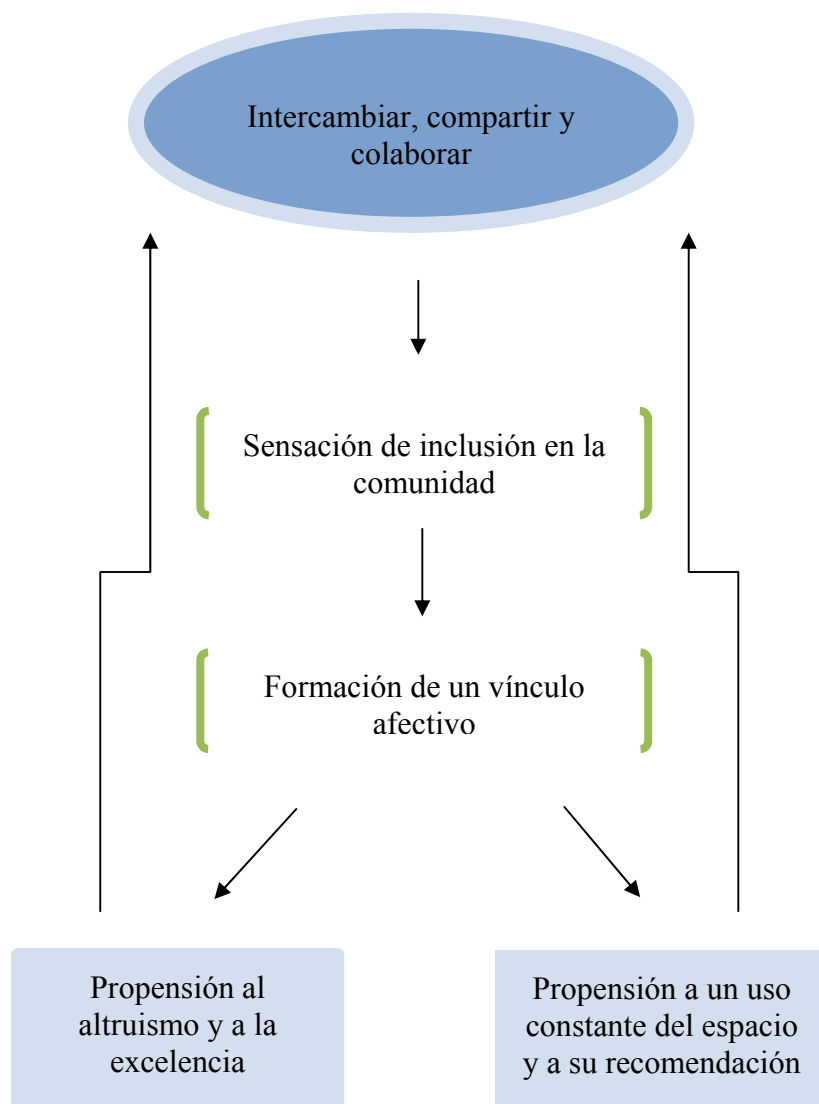 Intercambiar, compartir y
colaborar
Sensación de inclusión en la
comunidad
Formación de un vínculo
afectivo
Propensión al
altruismo y a la
excelencia
Propensión a un uso
constante del espacio
y a su recomendación